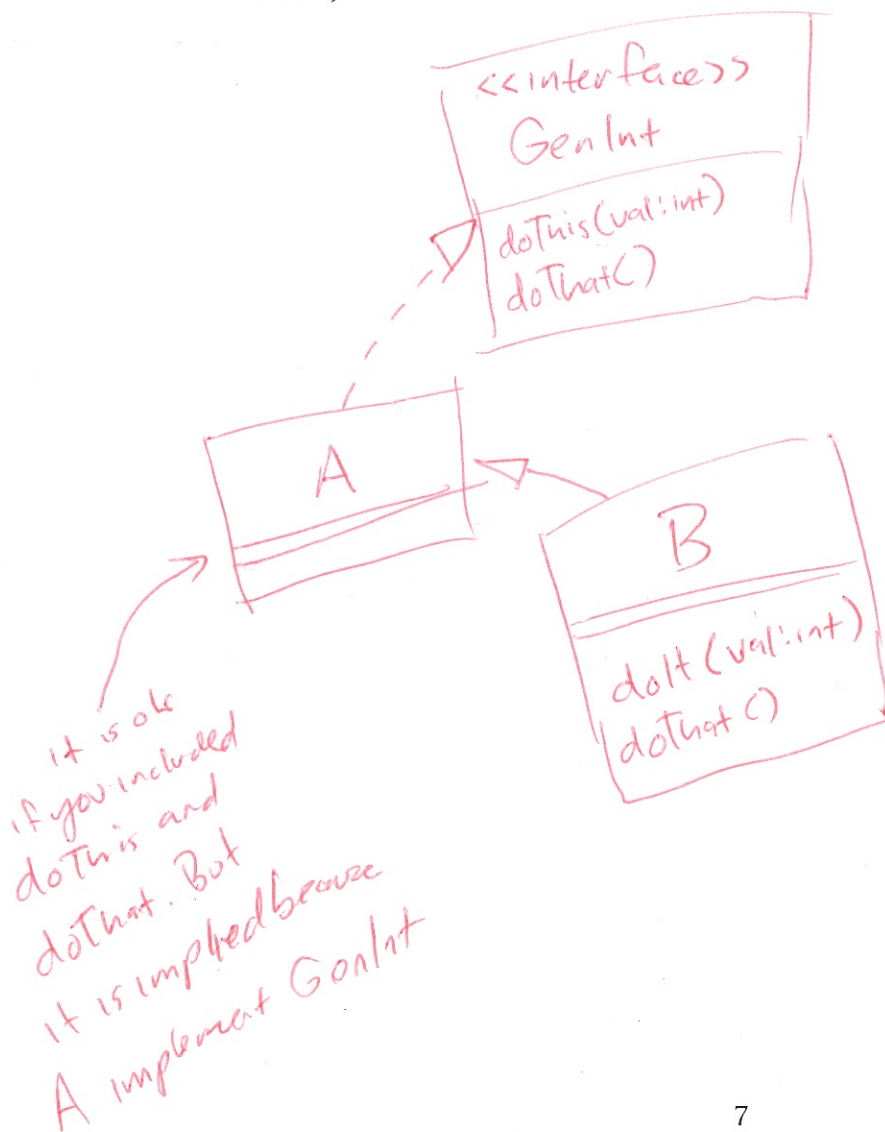 <<interface>>
GenInt
doThis(val:int)
doThat()
A
B
doIt(val:int)
doThat()
it is ok
if you included
doThis and
doThat. But
it is implied because
A implement GenInt
7